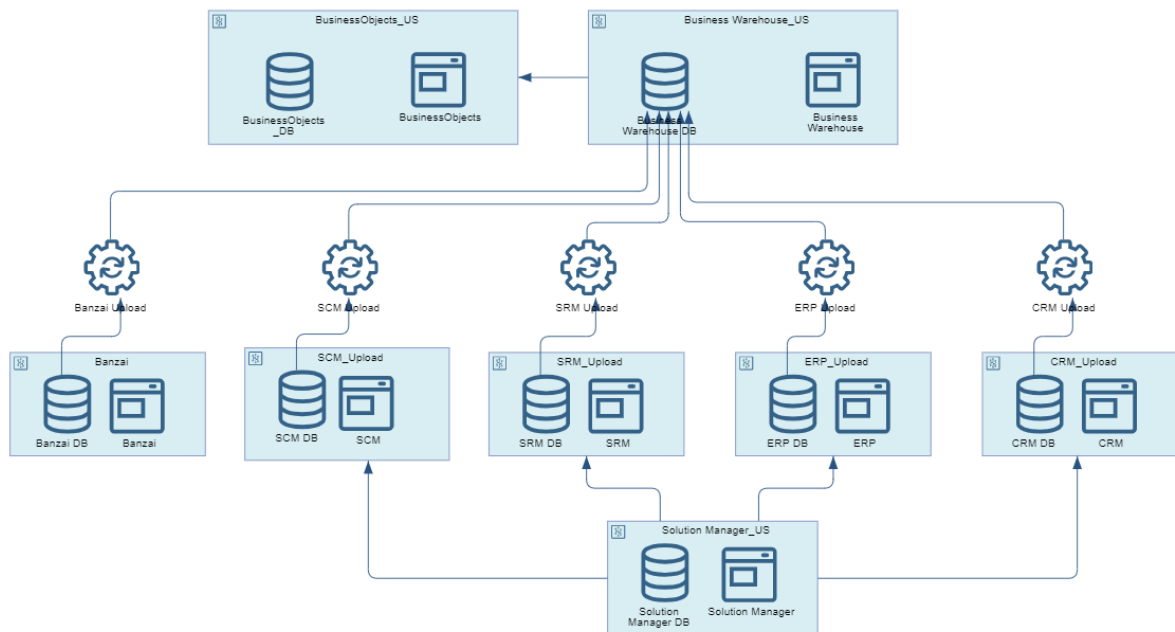 BusinessObjects_US
Business Warehouse_US
BusinessObjects
_DB
BusinessObjects
Business
Warehouse DB
Business
Warehouse
Banzai Upload
SCM Upload
SRM Upload
ERP Upload
CRM Upload
Banzai
SCM_Upload
SRM_Upload
ERP_Upload
CRM_Upload
Banzai DB
Banzai
SCM DB
SCM
SRM DB
SRM
ERP DB
ERP
CRM DB
CRM
Solution Manager_US
Solution
Manager DB
Solution Manager